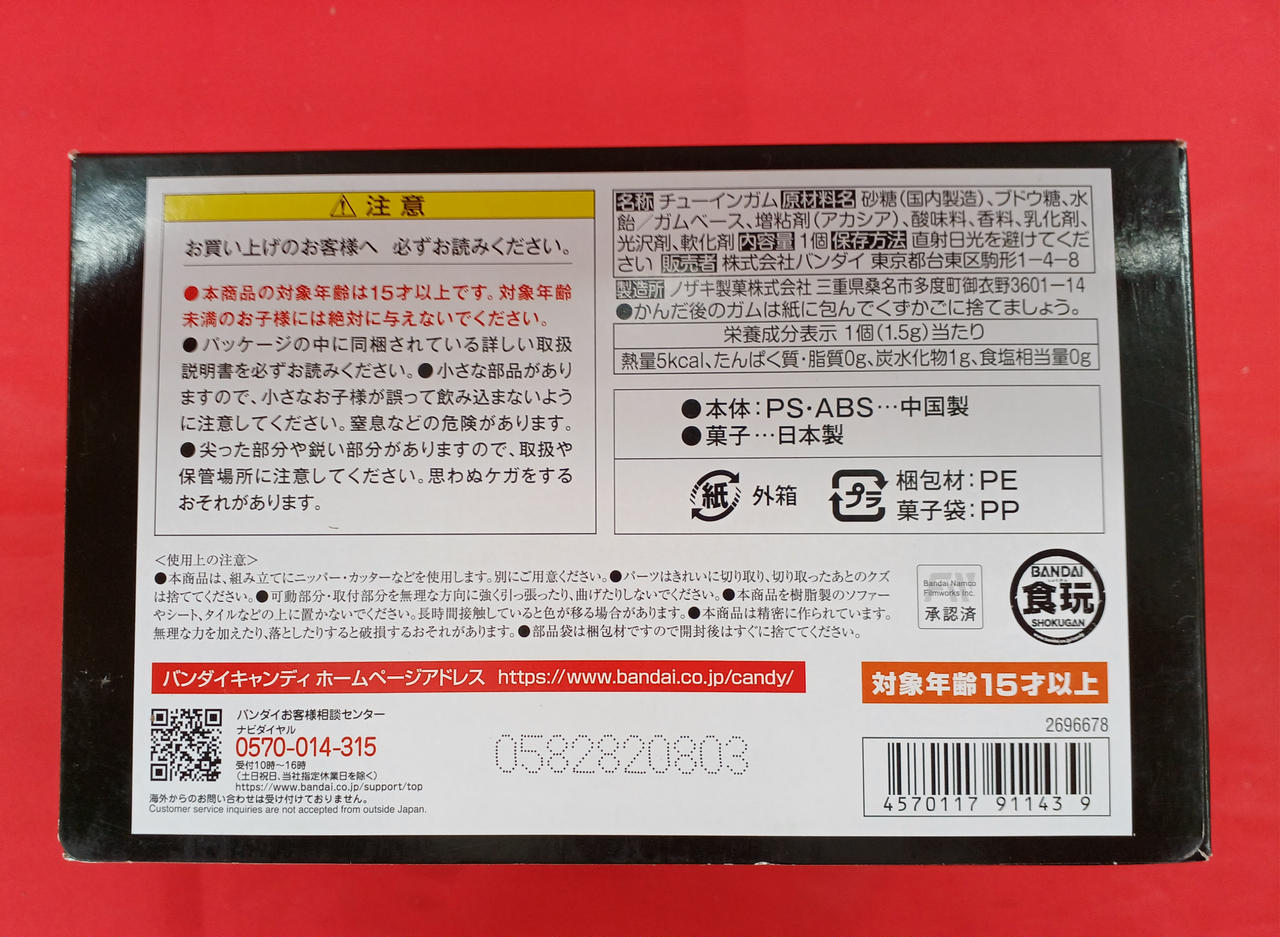 ⚠ 注意
お買い上げのお客様へ 必ずお読みください。
●本商品の対象年齢は15才以上です。対象年齢
未満のお子様には絶対に与えないでください。
●パッケージの中に同梱されている詳しい取扱
説明書を必ずお読みください。●小さな部品があり
ますので、小さなお子様が誤って飲み込まないよう
に注意してください。窒息などの危険があります。
●尖った部分や鋭い部分がありますので、取扱や
保管場所に注意してください。思わぬケガをする
おそれがあります。
名称 チューインガム 原材料名 砂糖(国内製造)、ブドウ糖、水
飴/ガムベース、増粘剤(アカシア)、酸味料、香料、乳化剤、
光沢剤、軟化剤 内容量 1個 保存方法 直射日光を避けてくだ
さい 販売者 株式会社バンダイ 東京都台東区駒形1-4-8
製造所 ノザキ製菓株式会社 三重県桑名市多度町御衣野3601-14
●かんだ後のガムは紙に包んでくずかごに捨てましょう。
栄養成分表示 1個(1.5g)当たり
熱量5kcal、たんぱく質・脂質0g、炭水化物1g、食塩相当量0g
●本体:PS・ABS…中国製
●菓子…日本製
紙 外箱
プラ 梱包材:PE
菓子袋:PP
<使用上の注意>
●本商品は、組み立てにニッパー・カッターなどを使用します。別にご用意ください。●パーツはきれいに切り取り、切り取ったあとのクズ
は捨ててください。●可動部分・取付部分を無理な方向に強く引っ張ったり、曲げたりしないでください。●本商品を樹脂製のソファー
やシート、タイルなどの上に置かないでください。長時間接触していると色が移る場合があります。●本商品は精密に作られています。
無理な力を加えたり、落としたりすると破損するおそれがあります。●部品袋は梱包材ですので開封後はすぐに捨ててください。
Bandai Namco
Filmworks Inc.
承認済
BANDAI
食玩
SHOKUGAN
バンダイキャンディ ホームページアドレス https://www.bandai.co.jp/candy/
対象年齢15才以上
バンダイお客様相談センター
ナビダイヤル
0570-014-315
受付10時〜16時
(土日祝日、当社指定休業日を除く)
https://www.bandai.co.jp/support/top
海外からのお問い合わせは受け付けておりません。
Customer service inquiries are not accepted from outside Japan.
0582820803
2696678
4570117 91143 9